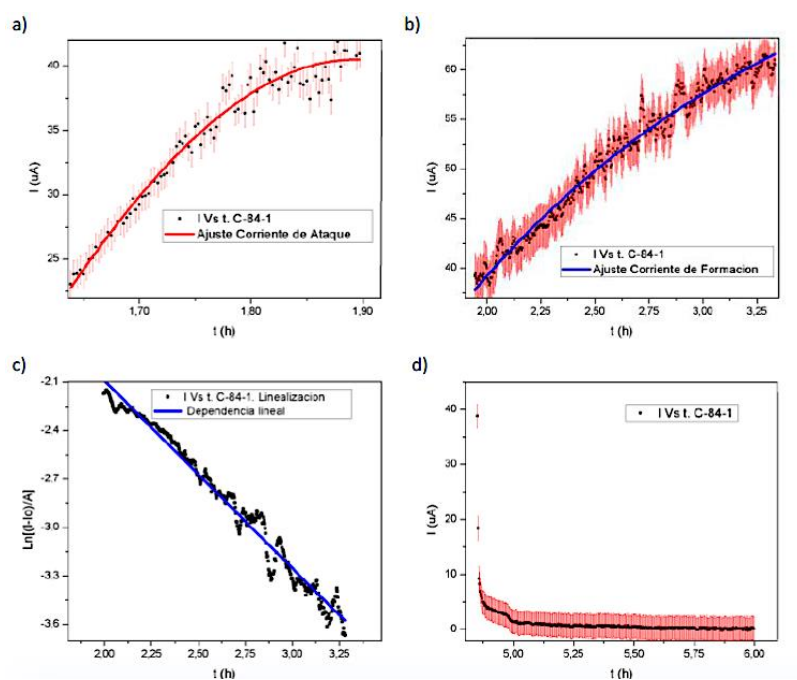 a)
I (uA)
40
35
30
25
I Vs t. C-84-1
Ajuste Corriente de Ataque
1,70
1,80
1,90
t (h)
b)
I (uA)
60
50
45
40
I Vs t. C-84-1
Ajuste Corriente de Formacion
2,00
2,25
2,50
2,75
3,00
3,25
t (h)
c)
Ln[(I-Io)/A]
-2.1
-2.4
-2.7
-3.0
-3.3
-3.6
I Vs t. C-84-1. Linealizacion
Dependencia lineal
2,00
2,25
2,50
2,75
3,00
3,25
t (h)
d)
I (uA)
40
30
20
10
0
I Vs t. C-84-1
5,00
5,25
5,50
5,75
6,00
t (h)